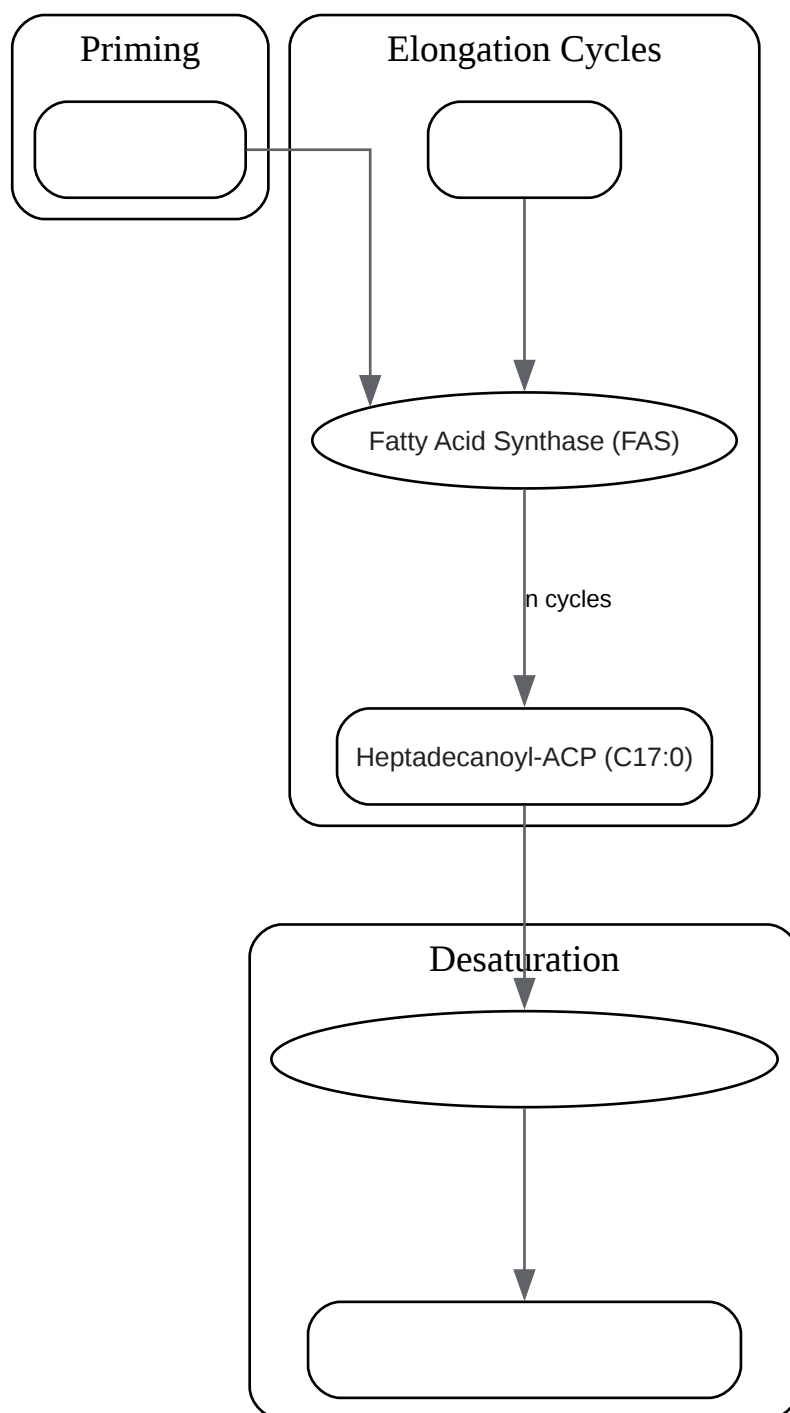 Priming
Elongation Cycles
Fatty Acid Synthase (FAS)
n cycles
Heptadecanoyl-ACP (C17:0)
Desaturation